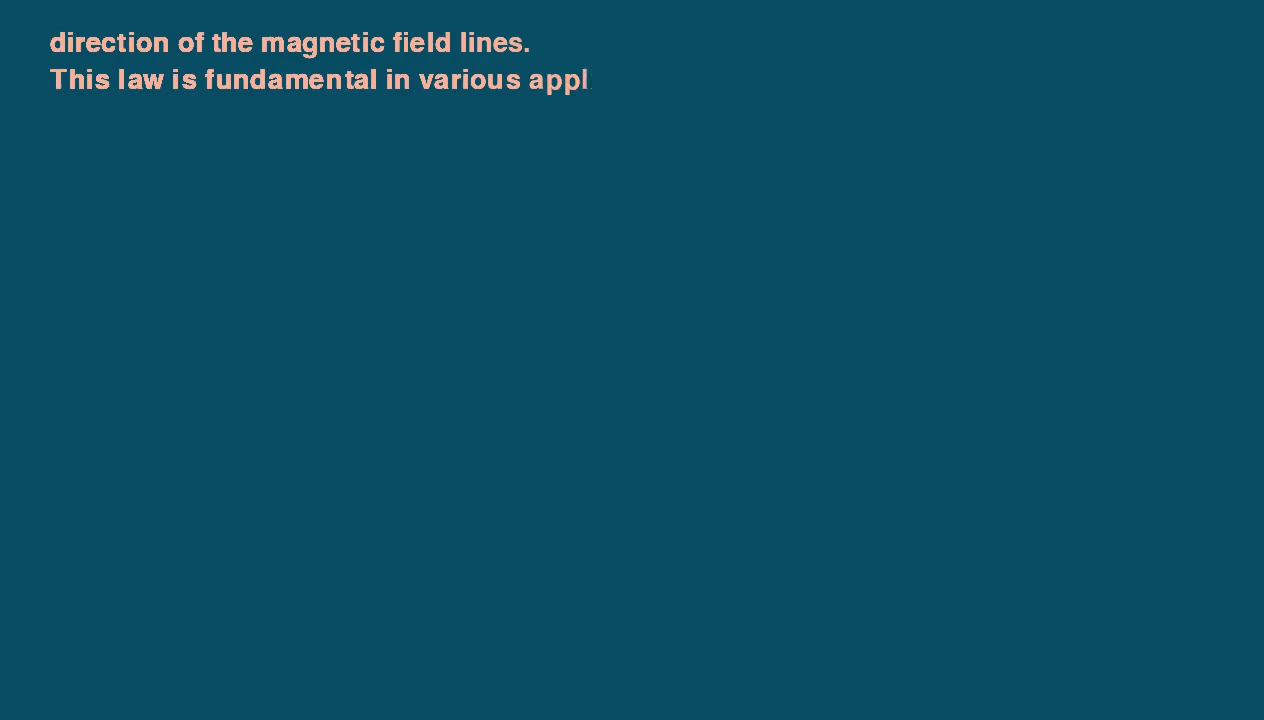 direction of the magnetic field lines.
This law is fundamental in various appl